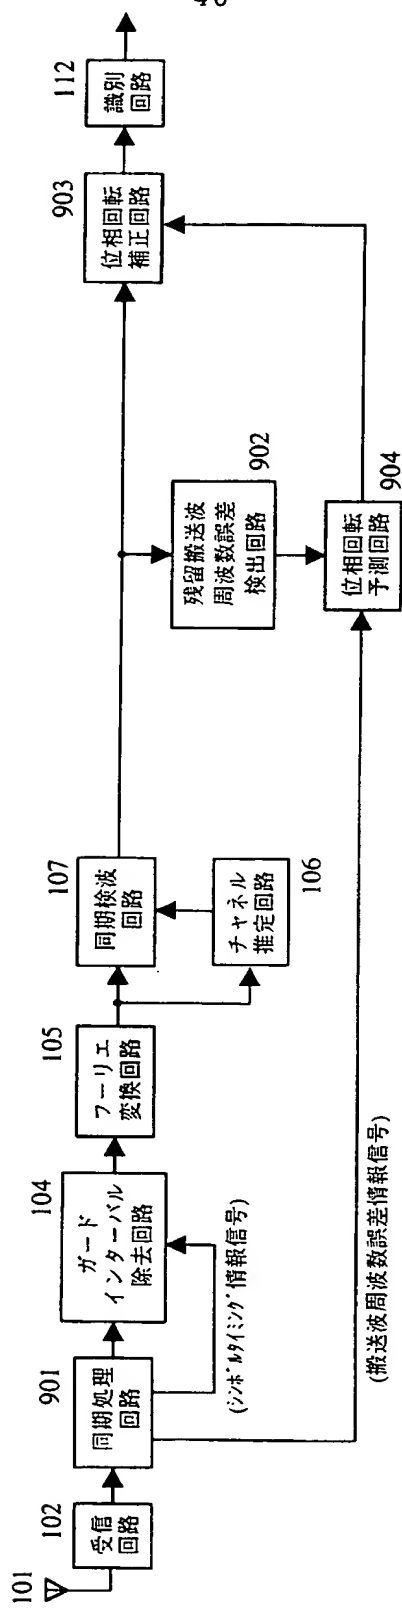 101
102
受信
回路
901
同期処理
回路
(シンボルタイミング情報信号)
(搬送波周波数誤差情報信号)
104
ガード
インターバル
除去回路
105
フーリエ
変換回路
107
同期検波
回路
チャネル
推定回路
106
残留搬送波
周波数誤差
検出回路
902
位相回転
予測回路
904
903
位相回転
補正回路
112
識別
回路